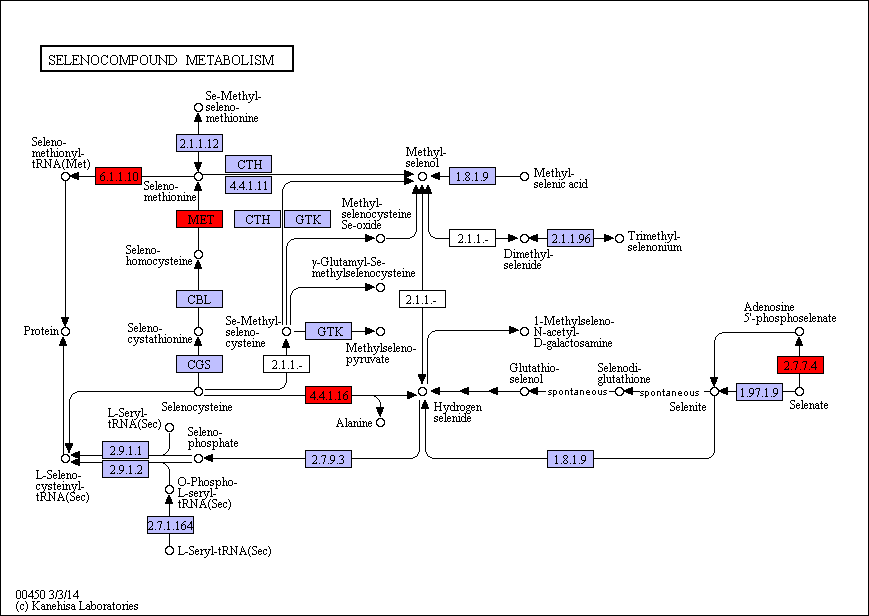 SELENOCOMPOUND METABOLISM
Se-Methyl-
seleno-
methionine
2.1.1.12
Seleno-
methionyl-
tRNA(Met)
6.1.1.10
Seleno-
methionine
CTH
4.4.1.11
Methyl-
selenol
1.8.1.9
Methyl-
selenic acid
MET
CTH
GTK
Methyl-
selenocysteine
Se-oxide
2.1.1.-
Dimethyl-
selenide
2.1.1.96
Trimethyl-
selenonium
Seleno-
homocysteine
γ-Glutamyl-Se-
methylselenocysteine
CBL
2.1.1.-
Protein
Seleno-
cystathionine
Se-Methyl-
seleno-
cysteine
GTK
Methylseleno-
pyruvate
1-Methylseleno-
N-acetyl-
D-galactosamine
Adenosine
5'-phosphoselenate
CGS
2.1.1.-
2.7.7.4
Selenocysteine
4.4.1.16
Alanine
Hydrogen
selenide
Glutathio-
selenol
spontaneous
Selenodi-
glutathione
spontaneous
Selenite
1.97.1.9
Selenate
L-Seryl-
tRNA(Sec)
2.9.1.1
2.9.1.2
Seleno-
phosphate
2.7.9.3
1.8.1.9
L-Seleno-
cysteinyl-
tRNA(Sec)
O-Phospho-
L-seryl-
tRNA(Sec)
2.7.1.164
L-Seryl-tRNA(Sec)
00450 3/3/14
(c) Kanehisa Laboratories